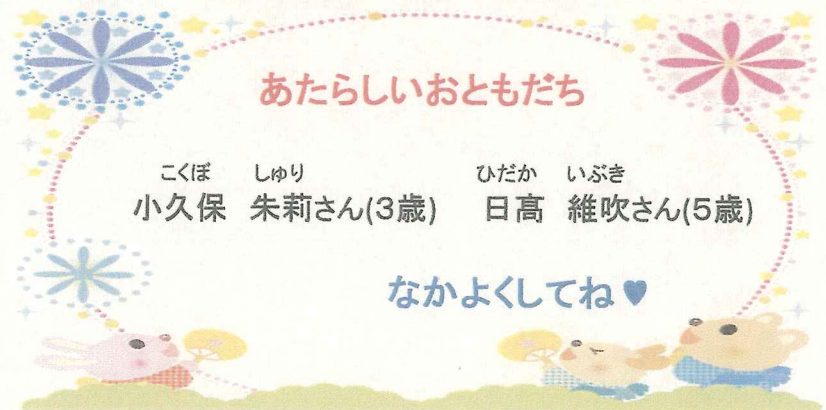 あたらしいおともだち
こくぼ しゅり ひだか いぶき
小久保 朱莉さん(3歳) 日髙 維吹さん(5歳)
なかよくしてね♥